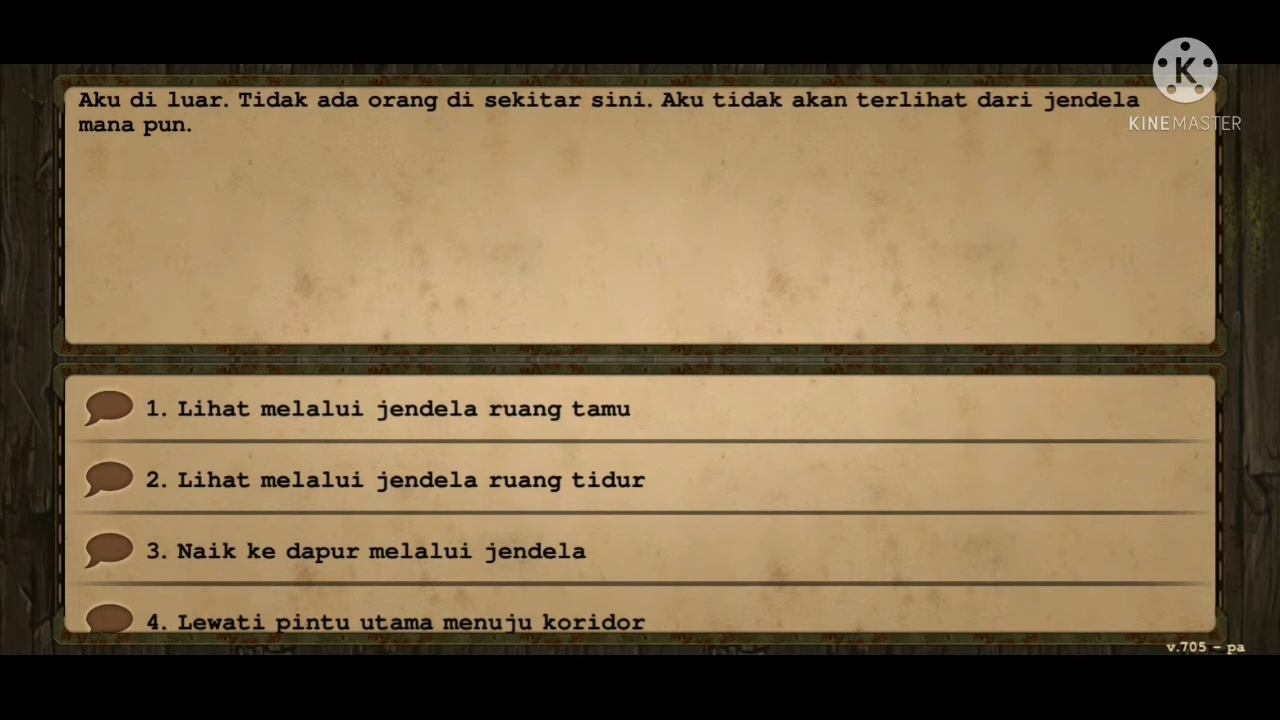 Aku di luar. Tidak ada orang di sekitar sini. Aku tidak akan terlihat dari jendela
mana pun.
K
KINEMASTER
1. Lihat melalui jendela ruang tamu
2. Lihat melalui jendela ruang tidur
3. Naik ke dapur melalui jendela
4. Lewati pintu utama menuju koridor
v.705 - pa